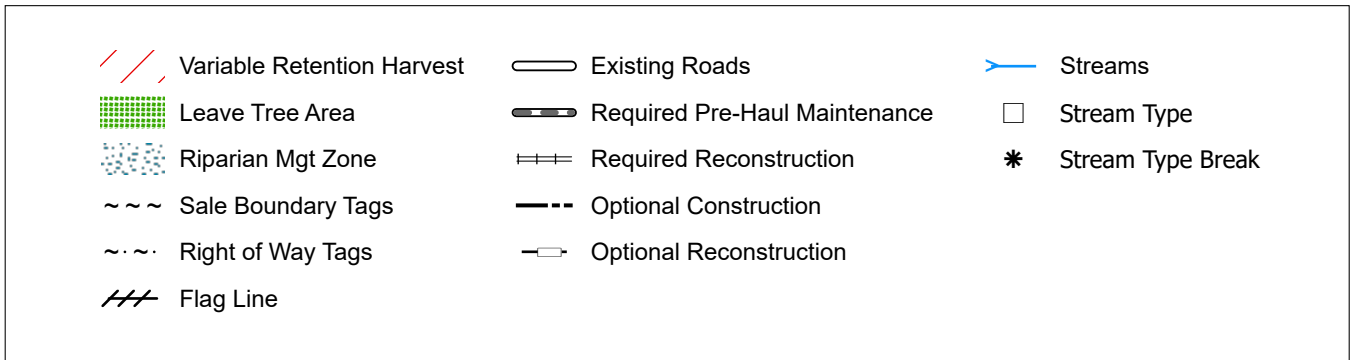 Variable Retention Harvest
Leave Tree Area
Riparian Mgt Zone
Sale Boundary Tags
Right of Way Tags
Flag Line
Existing Roads
Required Pre-Haul Maintenance
Required Reconstruction
Optional Construction
Optional Reconstruction
Streams
Stream Type
Stream Type Break